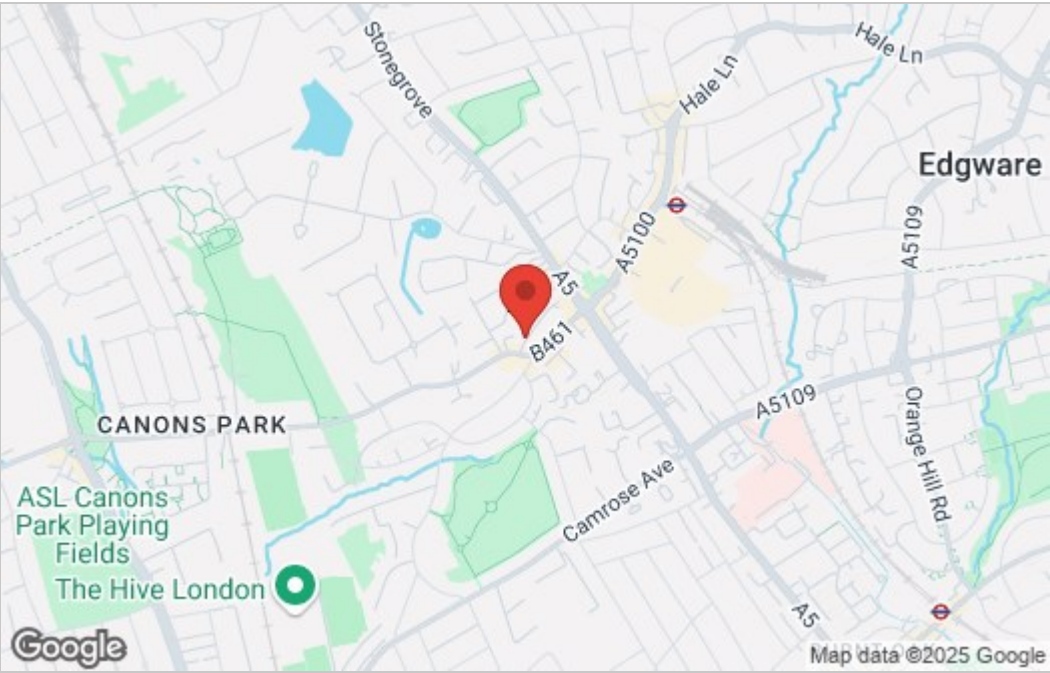 Stonegrove
Hale Ln
Hale Ln
Edgware
A5109
A5100
A5
B461
A5109
CANONS PARK
Orange Hill Rd
Camrose Ave
ASL Canons
Park Playing
Fields
The Hive London
A5
Google
Map data ©2025 Google